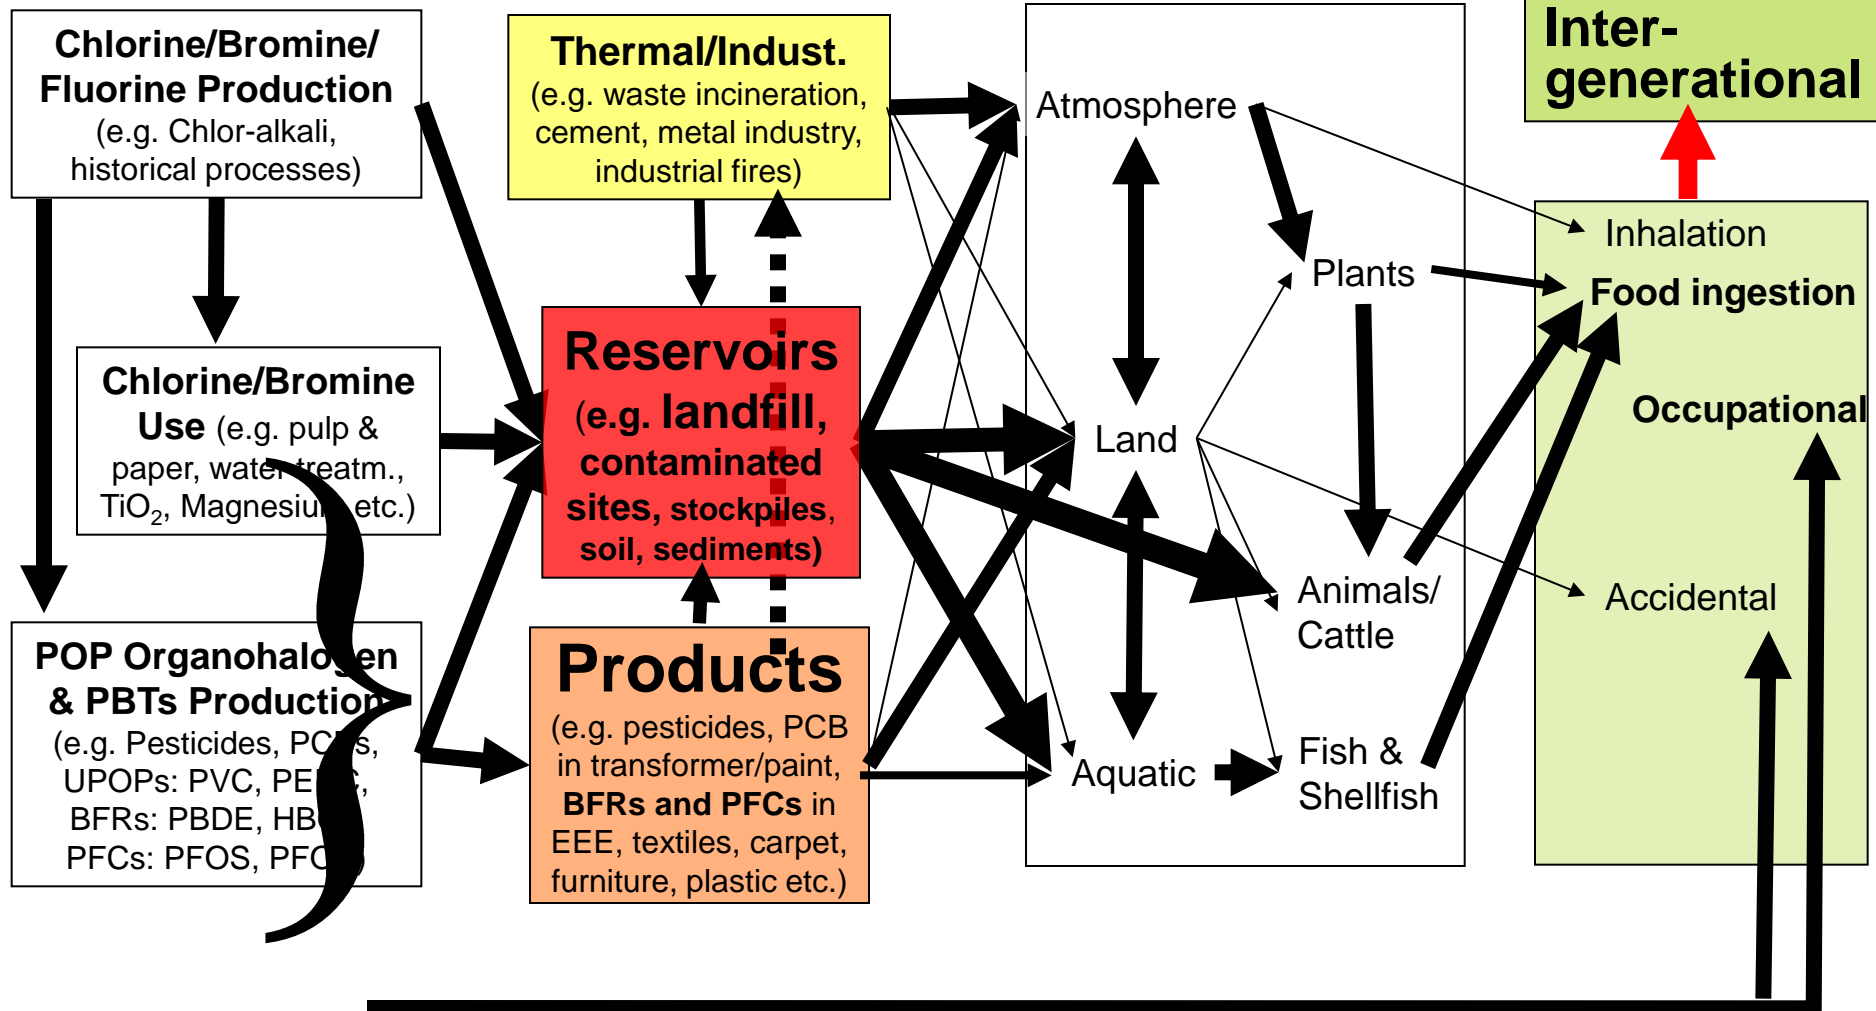 Chlorine/Bromine/
Fluorine Production
(e.g. Chlor-alkali,
historical processes)
Chlorine/Bromine
Use (e.g. pulp &
paper, water treatm.,
TiO₂, Magnesium, etc.)
POP Organohalogen
& PBTs Production
(e.g. Pesticides, PCBs,
UPOPs: PVC,
BFRs: PBDE,
PFCs: PFOS,
Thermal/Indust.
(e.g. waste incineration,
cement, metal industry,
industrial fires)
Reservoirs
(e.g. landfill,
contaminated
sites, stockpiles,
soil, sediments)
Products
(e.g. pesticides, PCB
in transformer/paint,
BFRs and PFCs in
EEE, textiles, carpet,
furniture, plastic etc.)
Atmosphere
Plants
Land
Animals/
Cattle
Aquatic
Fish &
Shellfish
Inter-
generational
Inhalation
Food ingestion
Occupational
Accidental